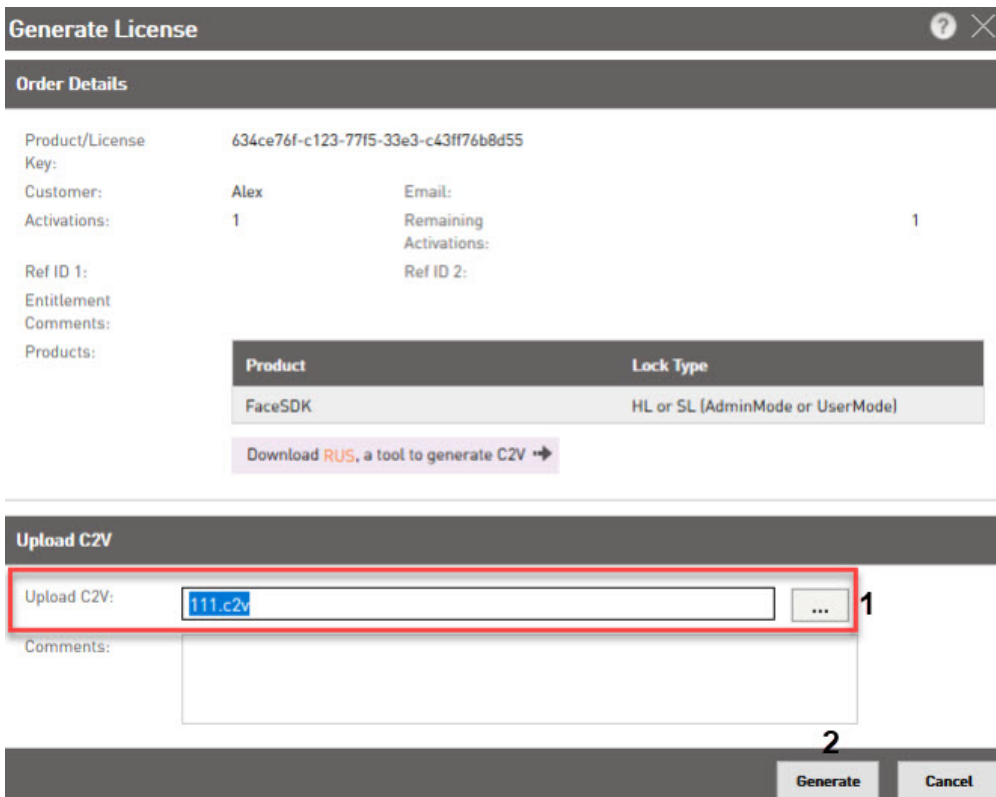 Generate License
?
Order Details
Product/License
Key:
634ce76f-c123-77f5-33e3-c43ff76b8d55
Customer: Alex Email:
Activations: 1 Remaining
Activations:
1
Ref ID 1: Ref ID 2:
Entitlement
Comments:
Products:
Product Lock Type
FaceSDK HL or SL (AdminMode or UserMode)
Download RUS, a tool to generate C2V
Upload C2V
Upload C2V: 111.c2v ... 1
Comments:
2
Generate Cancel